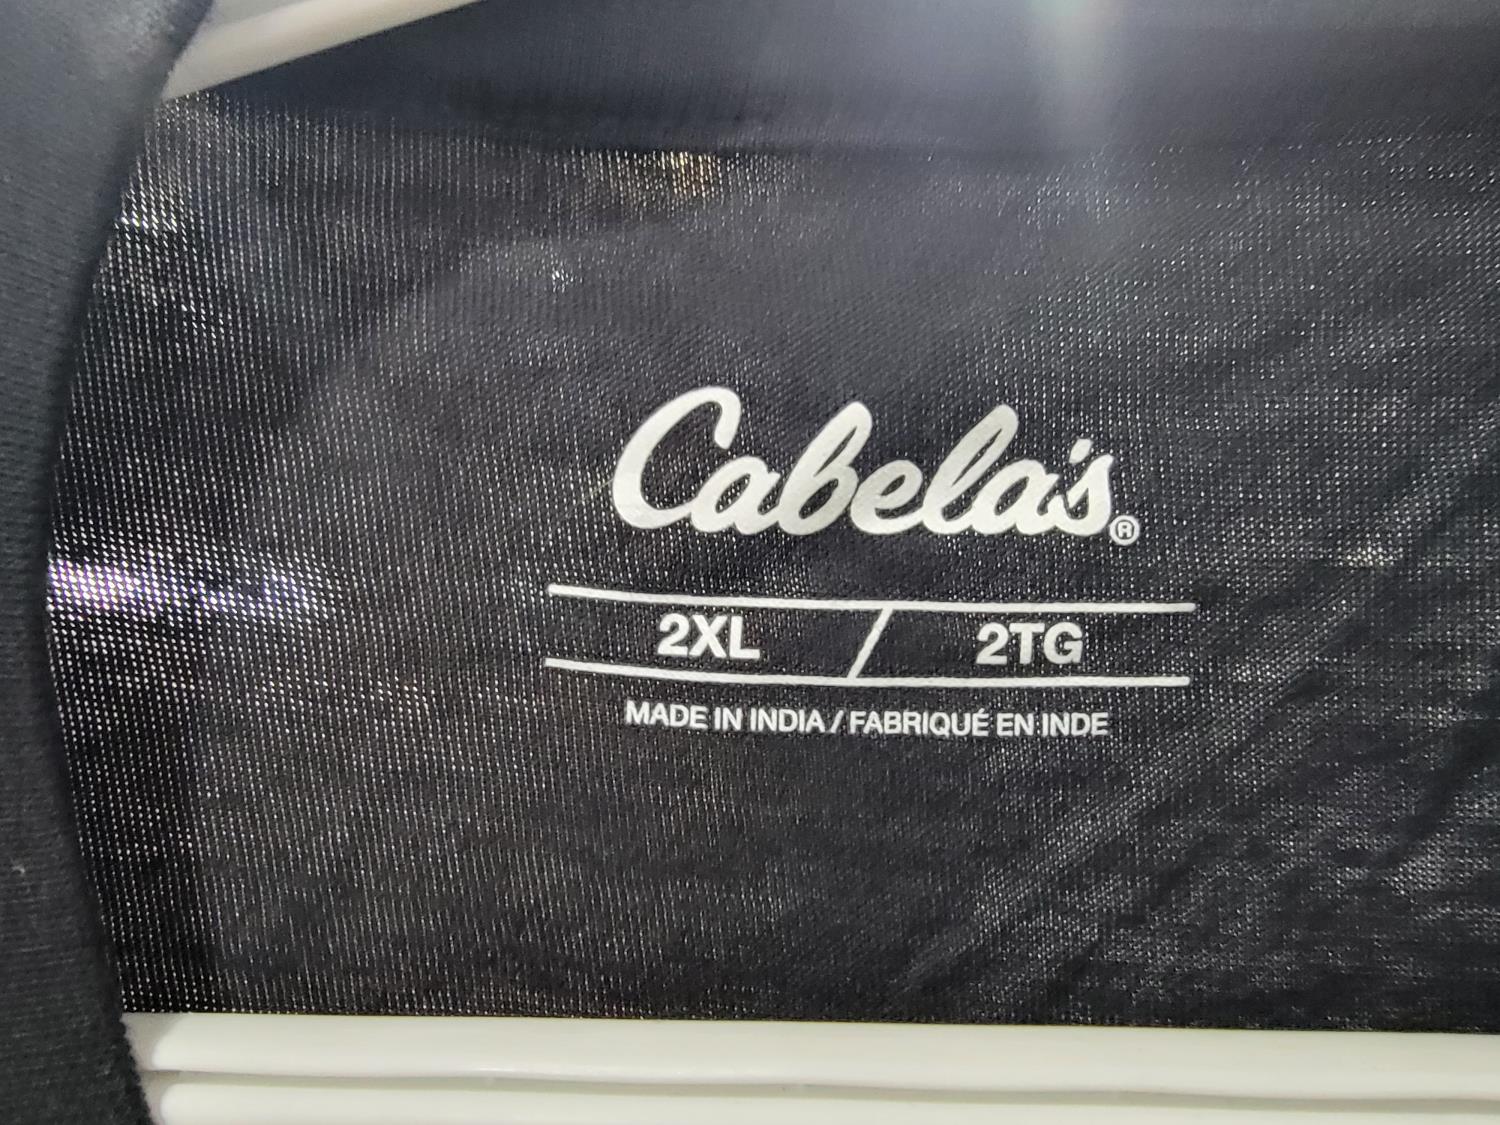 Cabela's®
2XL / 2TG
MADE IN INDIA / FABRIQUÉ EN INDE